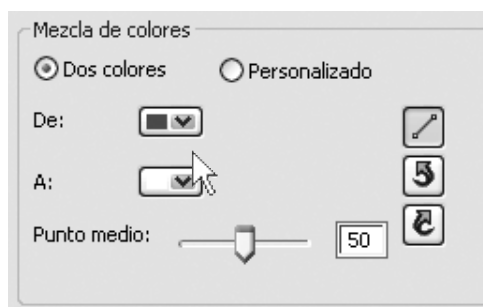 Mezcla de colores
Dos colores Personalizado
De:
A:
Punto medio: 50